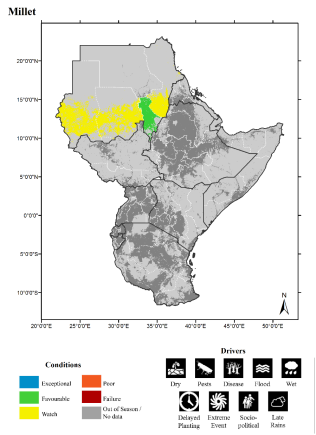 Millet
20°0'0"N
15°0'0"N
10°0'0"N
5°0'0"N
0°0'0"
5°0'0"S
10°0'0"S
N
20°0'0"E 25°0'0"E 30°0'0"E 35°0'0"E 40°0'0"E 45°0'0"E 50°0'0"E
Conditions
Exceptional
Favourable
Watch
Poor
Failure
Out of Season /
No data
Drivers
Dry Pests Disease Flood Wet
Delayed Extreme Socio- Late
Planting Event political Rains